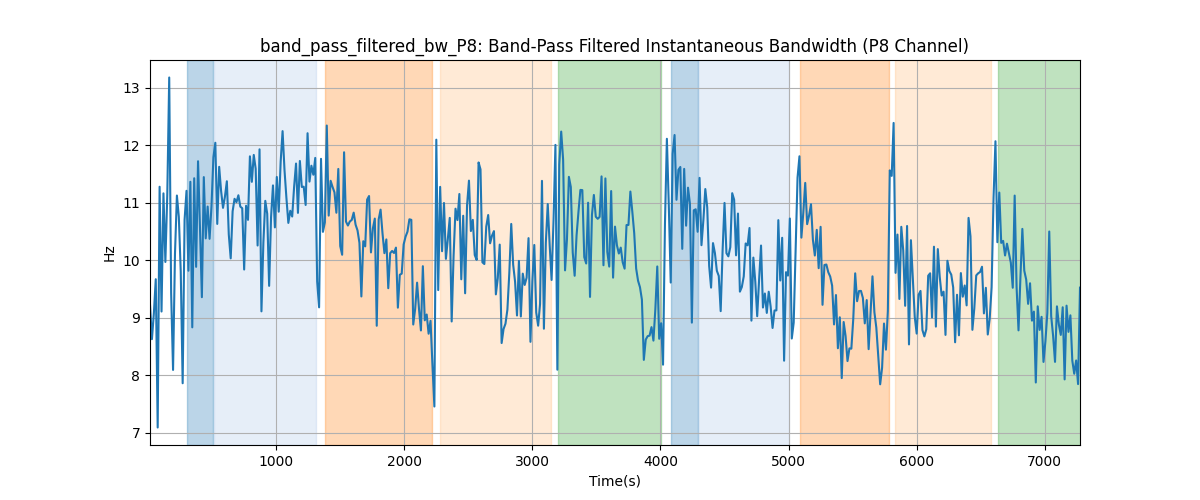 band_pass_filtered_bw_P8: Band-Pass Filtered Instantaneous Bandwidth (P8 Channel)
13
12
11
10
9
8
7
Hz
1000 2000 3000 4000 5000 6000 7000
Time(s)